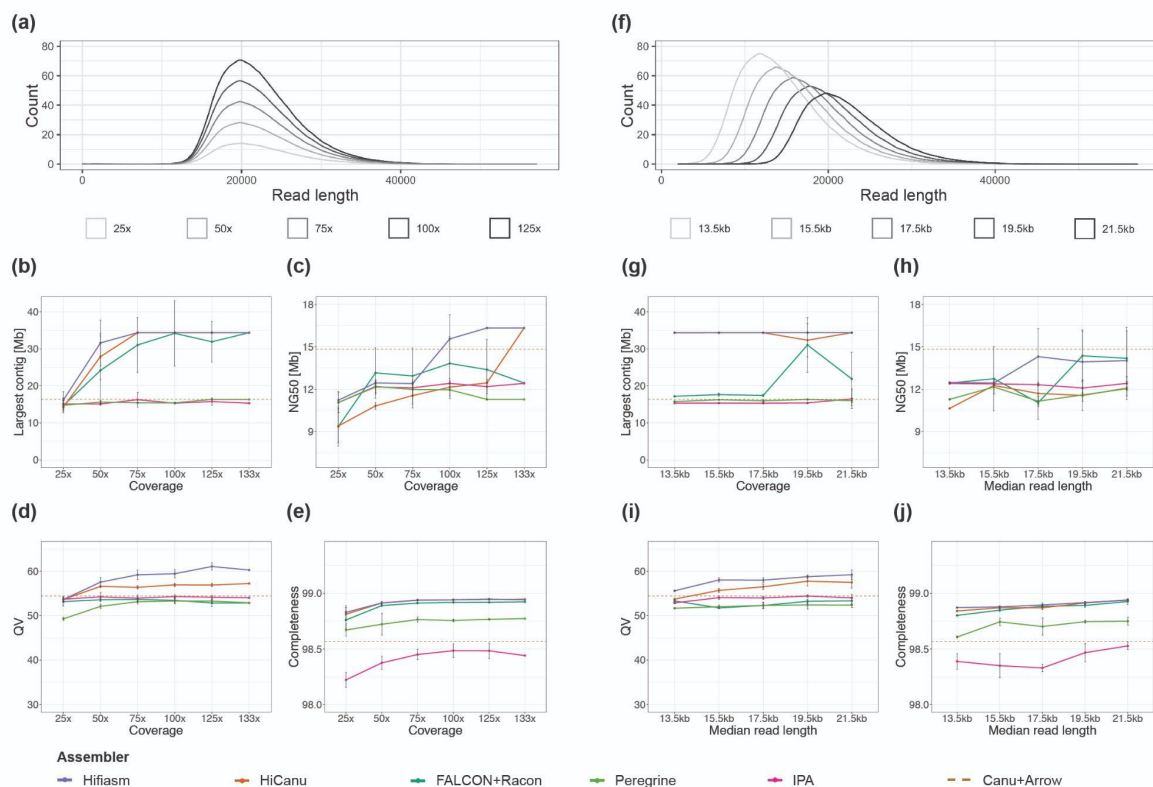 (a)
80
60
40
20
0
Count
0 20000 40000
Read length
25x 50x 75x 100x 125x
(f)
80
60
40
20
0
Count
0 20000 40000
Read length
13.5kb 15.5kb 17.5kb 19.5kb 21.5kb
(b)
40
30
20
10
0
Largest contig [Mb]
25x 50x 75x 100x 125x 133x
Coverage
(c)
18
15
12
9
NG50 [Mb]
25x 50x 75x 100x 125x 133x
Coverage
(g)
40
30
20
10
0
Largest contig [Mb]
13.5kb 15.5kb 17.5kb 19.5kb 21.5kb
Coverage
(h)
18
15
12
9
NG50 [Mb]
13.5kb 15.5kb 17.5kb 19.5kb 21.5kb
Median read length
(d)
60
50
40
30
QV
25x 50x 75x 100x 125x 133x
Coverage
(e)
99.0
98.5
98.0
Completeness
25x 50x 75x 100x 125x 133x
Coverage
(i)
60
50
40
30
QV
13.5kb 15.5kb 17.5kb 19.5kb 21.5kb
Median read length
(j)
99.0
98.5
98.0
Completeness
13.5kb 15.5kb 17.5kb 19.5kb 21.5kb
Median read length
Assembler
Hifiasm HiCanu FALCON+Racon Peregrine IPA Canu+Arrow